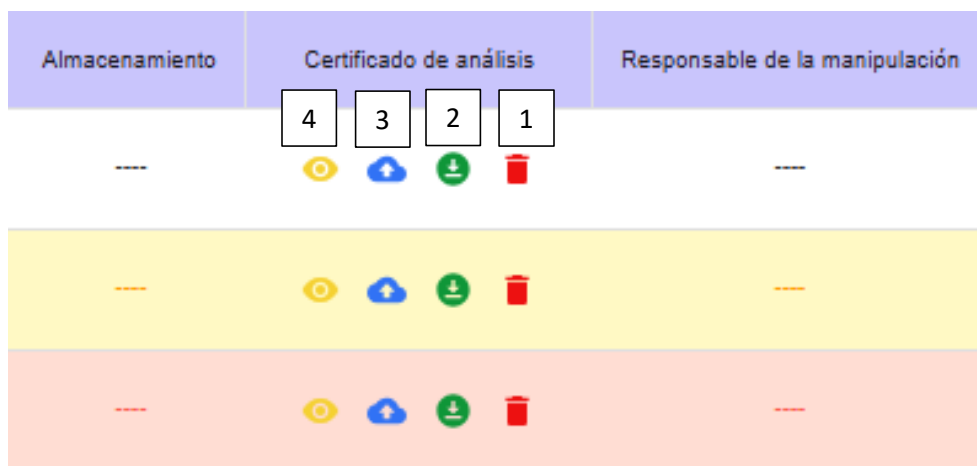 Almacenamiento Certificado de análisis Responsable de la manipulación
4 3 2 1
---- ----
---- ----
---- ----